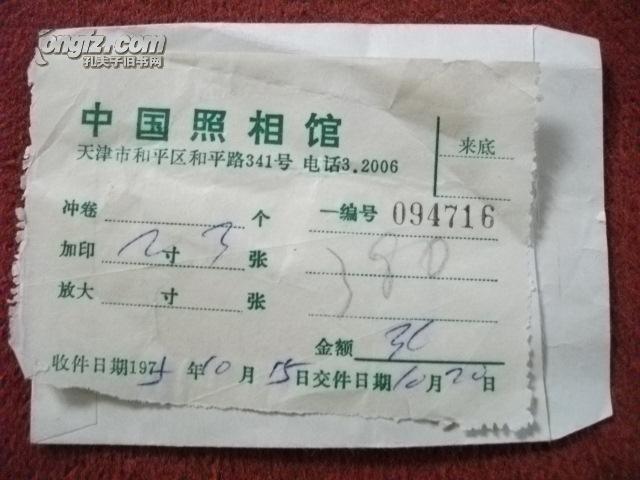 孔夫子旧书网
中国照相馆
天津市和平区和平路341号 电话3.2006
来底
冲卷 个
一编号 094716
加印 2 寸 3 张
380
放大 寸 张
金额
收件日期1975年10月15日交件日期10月20日